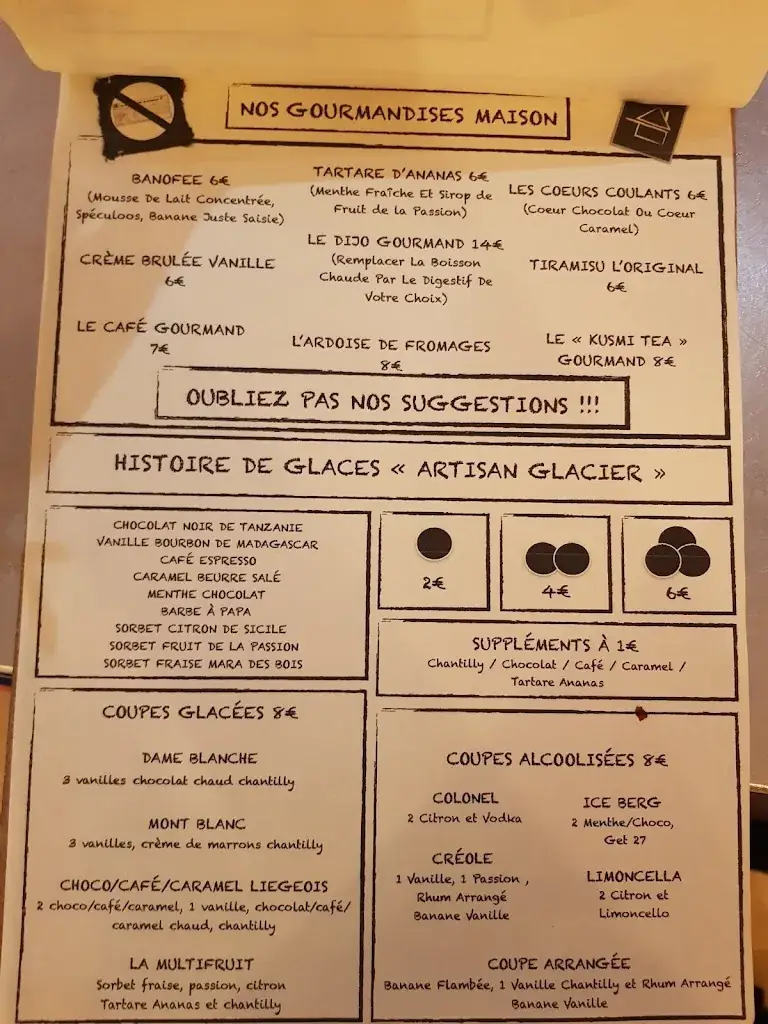 NOS GOURMANDISES MAISON
BANOFEE 6€
(Mousse De Lait Concentrée,
Spéculoos, Banane Juste Saisie)
TARTARE D'ANANAS 6€
(Menthe Fraîche Et Sirop de
Fruit de la Passion)
LES COEURS COULANTS 6€
(Coeur Chocolat Ou Coeur
Caramel)
CRÈME BRULÉE VANILLE
6€
LE DIJO GOURMAND 14€
(Remplacer La Boisson
Chaude Par Le Digestif De
Votre Choix)
TIRAMISU L'ORIGINAL
6€
LE CAFÉ GOURMAND
7€
L'ARDOISE DE FROMAGES
8€
LE « KUSMI TEA »
GOURMAND 8€
OUBLIEZ PAS NOS SUGGESTIONS !!!
HISTOIRE DE GLACES « ARTISAN GLACIER »
CHOCOLAT NOIR DE TANZANIE
VANILLE BOURBON DE MADAGASCAR
CAFÉ ESPRESSO
CARAMEL BEURRE SALÉ
MENTHE CHOCOLAT
BARBE À PAPA
SORBET CITRON DE SICILE
SORBET FRUIT DE LA PASSION
SORBET FRAISE MARA DES BOIS
2€
4€
6€
SUPPLÉMENTS À 1€
Chantilly / Chocolat / Café / Caramel /
Tartare Ananas
COUPES GLACÉES 8€
DAME BLANCHE
3 vanilles chocolat chaud chantilly
MONT BLANC
3 vanilles, crème de marrons chantilly
CHOCO/CAFÉ/CARAMEL LIEGEOIS
2 choco/café/caramel, 1 vanille, chocolat/café/
caramel chaud, chantilly
LA MULTIFRUIT
Sorbet fraise, passion, citron
Tartare Ananas et chantilly
COUPES ALCOOLISÉES 8€
COLONEL
2 Citron et Vodka
ICE BERG
2 Menthe/Choco,
Get 27
CRÉOLE
1 Vanille, 1 Passion ,
Rhum Arrangé
Banane Vanille
LIMONCELLA
2 Citron et
Limoncello
COUPE ARRANGÉE
Banane Flambée, 1 Vanille Chantilly et Rhum Arrangé
Banane Vanille